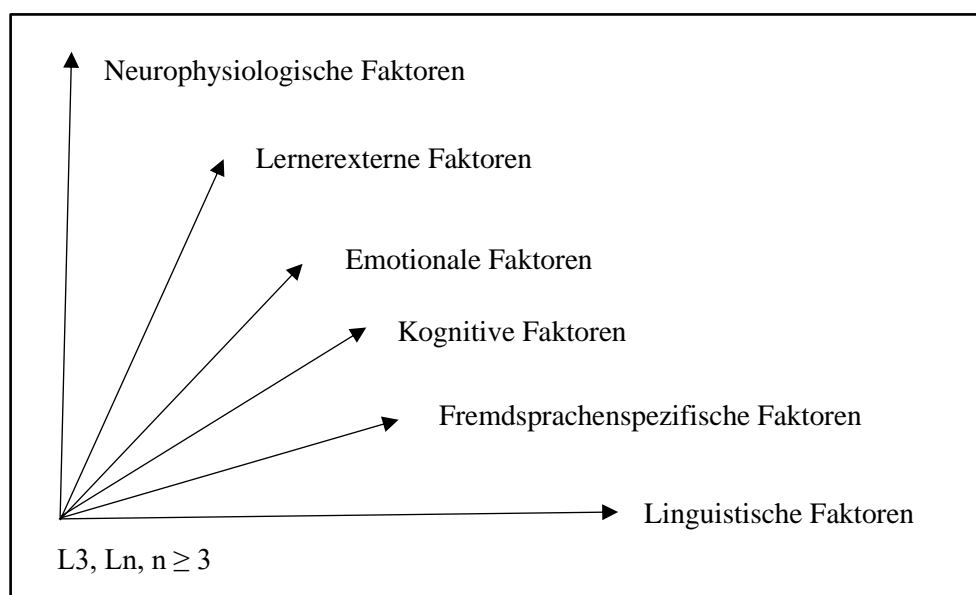 Neurophysiologische Faktoren
Lernerexterne Faktoren
Emotionale Faktoren
Kognitive Faktoren
Fremdsprachenspezifische Faktoren
Linguistische Faktoren
L3, Ln, n ≥ 3